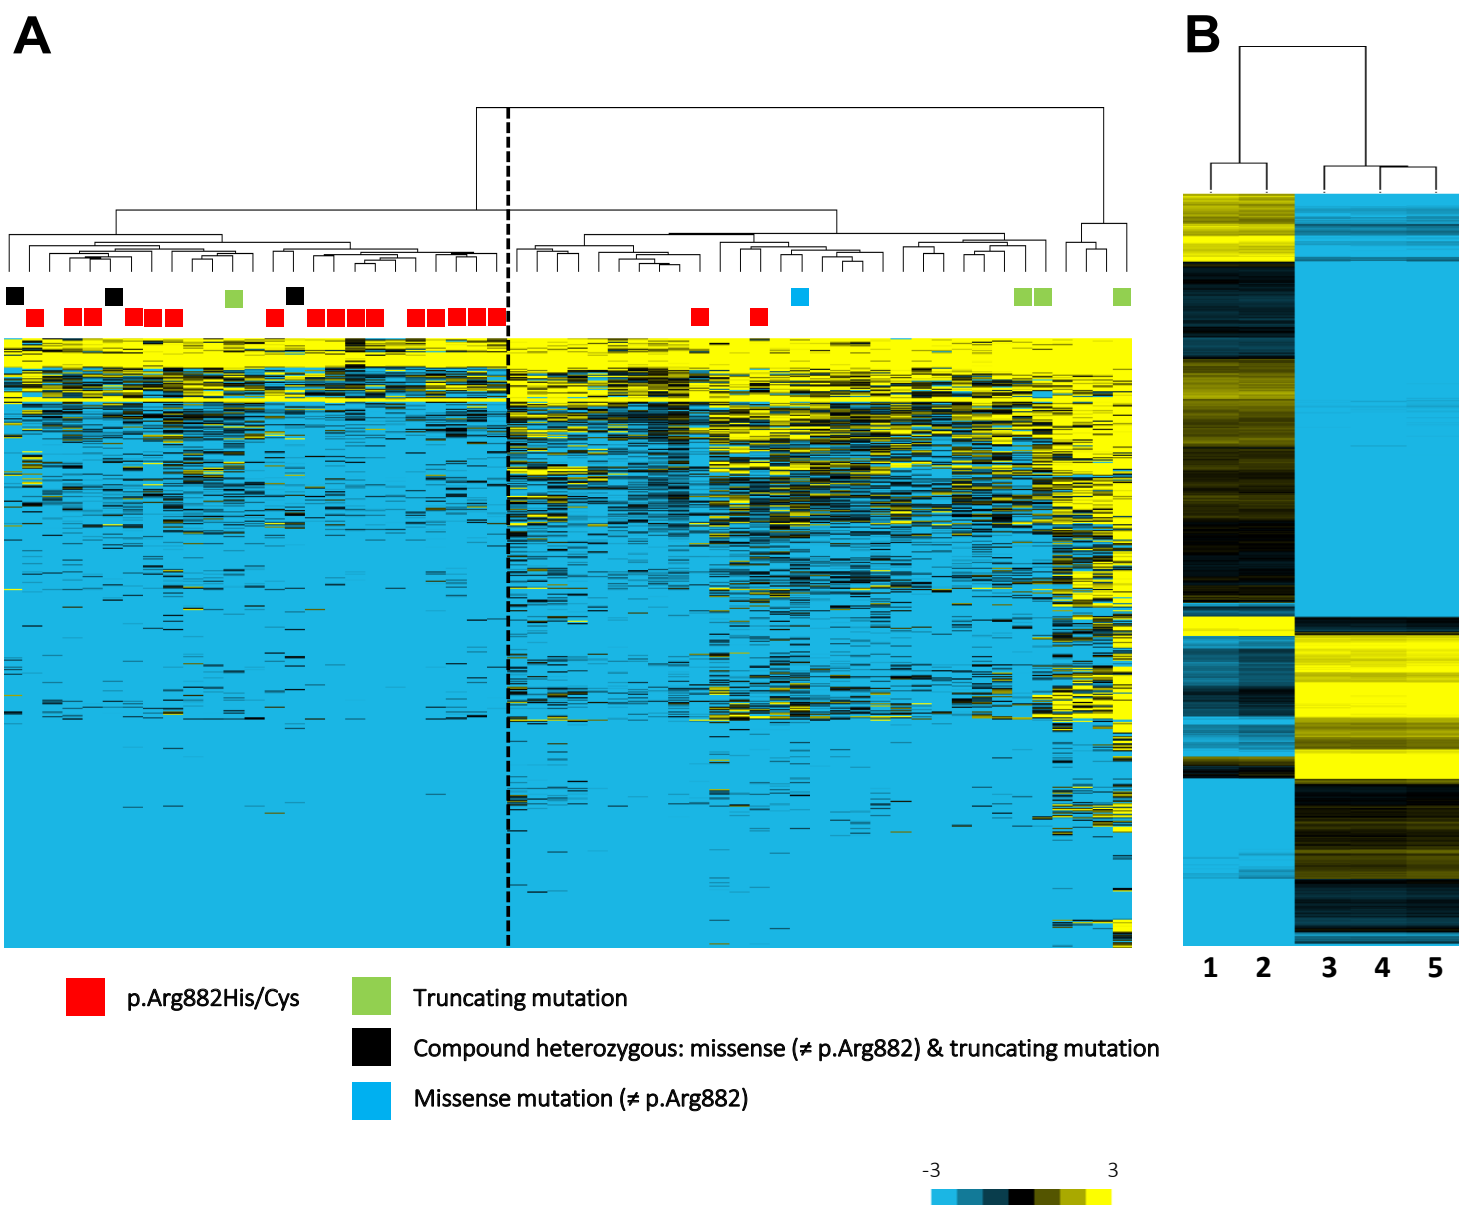 A
B
1 2 3 4 5
p.Arg882His/Cys
Truncating mutation
Compound heterozygous: missense (≠ p.Arg882) & truncating mutation
Missense mutation (≠ p.Arg882)
-3 3